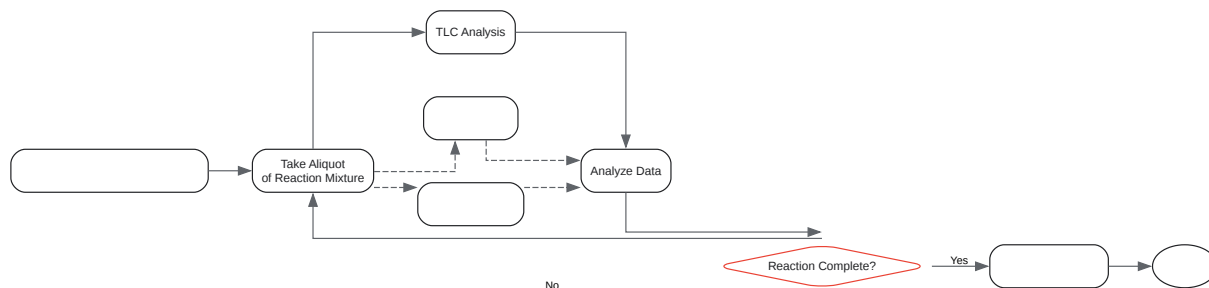 TLC Analysis
Take Aliquot
of Reaction Mixture
Analyze Data
Reaction Complete?
Yes
No